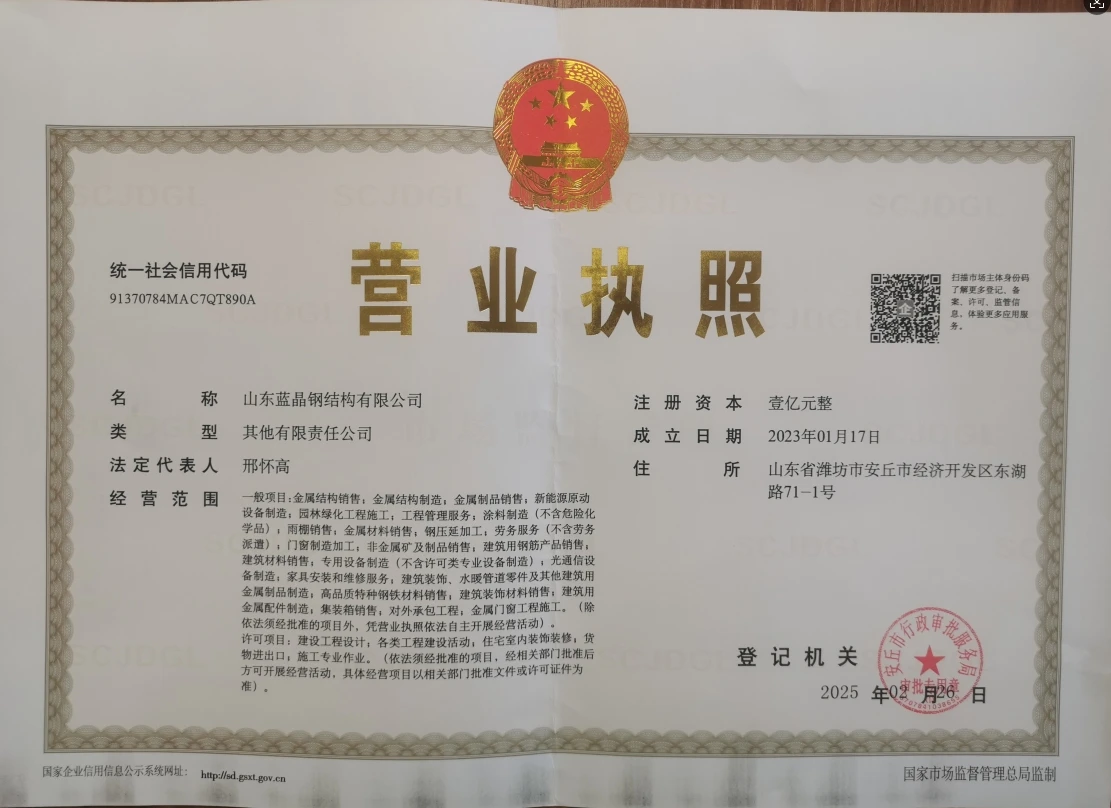 营业执照
统一社会信用代码
91370784MAC7QT890A
扫描市场主体身份码
了解更多登记、备
案、许可、监管信
息，体验更多应用服
务。
名称 山东蓝晶钢结构有限公司
类型 其他有限责任公司
法定代表人 邢怀高
经营范围 一般项目：金属结构销售；金属结构制造；金属制品销售；新能源原动
设备制造；园林绿化工程施工；工程管理服务；涂料制造（不含危险化
学品）；雨棚销售；金属材料销售；钢压延加工；劳务服务（不含劳务
派遣）；门窗制造加工；非金属矿及制品销售；建筑用钢筋产品销售；
建筑材料销售；专用设备制造（不含许可类专业设备制造）；光通信设
备制造；家具安装和维修服务；建筑装饰、水暖管道零件及其他建筑用
金属制品制造；高品质特种钢铁材料销售；建筑装饰材料销售；建筑用
金属配件制造；集装箱销售；对外承包工程；金属门窗工程施工。（除
依法须经批准的项目外，凭营业执照依法自主开展经营活动）。
许可项目：建设工程设计；各类工程建设活动；住宅室内装饰装修；货
物进出口；施工专业作业。（依法须经批准的项目，经相关部门批准后
方可开展经营活动，具体经营项目以相关部门批准文件或许可证件为
准）。
注册资本 壹亿元整
成立日期 2023年01月17日
住所 山东省潍坊市安丘市经济开发区东湖
路71-1号
登记机关
安丘市行政审批服务局
审批专用章
2025 年02 月26 日
国家企业信用信息公示系统网址： http://sd.gsxt.gov.cn
国家市场监督管理总局监制